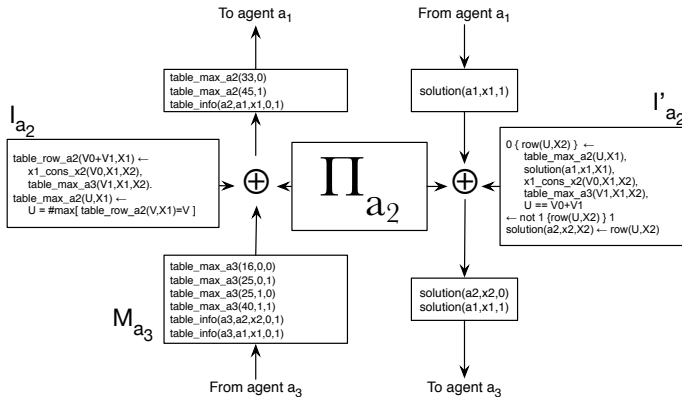 To agent a1
From agent a1
table_max_a2(33,0)
table_max_a2(45,1)
table_info(a2,a1,x1,0,1)
solution(a1,x1,1)
Ia2
I'a2
table_row_a2(V0+V1,X1) ←
x1_cons_x2(V0,X1,X2),
table_max_a3(V1,X1,X2).
table_max_a2(U,X1) ←
U = #max[ table_row_a2(V,X1)=V ]
⊕
Πa2
⊕
0 { row(U,X2) } ←
table_max_a2(U,X1),
solution(a1,x1,X1),
x1_cons_x2(V0,X1,X2),
table_max_a3(V1,X1,X2),
U == V0+V1
← not 1 {row(U,X2) } 1
solution(a2,x2,X2) ← row(U,X2)
Ma3
table_max_a3(16,0,0)
table_max_a3(25,0,1)
table_max_a3(25,1,0)
table_max_a3(40,1,1)
table_info(a3,a2,x2,0,1)
table_info(a3,a1,x1,0,1)
solution(a2,x2,0)
solution(a1,x1,1)
From agent a3
To agent a3